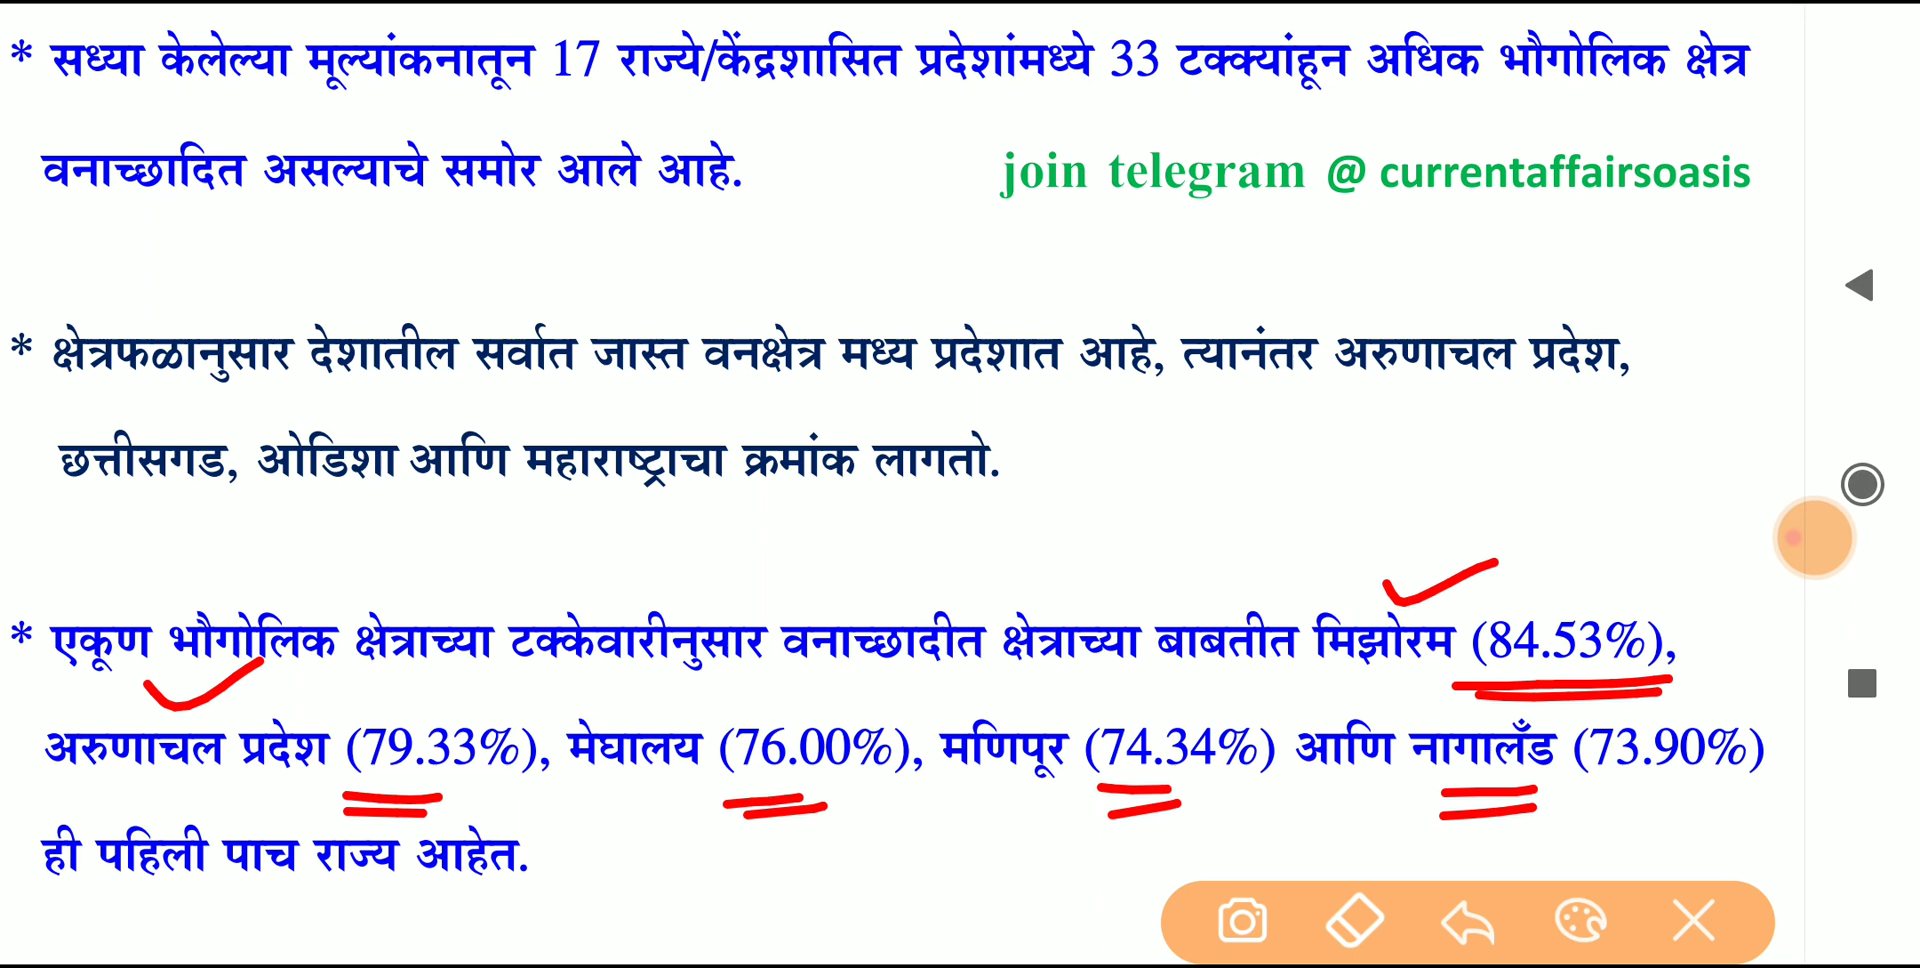 * सध्या केलेल्या मूल्यांकनातून 17 राज्ये/केंद्रशासित प्रदेशांमध्ये 33 टक्क्यांहून अधिक भौगोलिक क्षेत्र
वनाच्छादित असल्याचे समोर आले आहे. join telegram @ currentaffairsoasis
* क्षेत्रफळानुसार देशातील सर्वात जास्त वनक्षेत्र मध्य प्रदेशात आहे, त्यानंतर अरुणाचल प्रदेश,
छत्तीसगड, ओडिशा आणि महाराष्ट्राचा क्रमांक लागतो.
* एकूण भौगोलिक क्षेत्राच्या टक्केवारीनुसार वनाच्छादीत क्षेत्राच्या बाबतीत मिझोरम (84.53%),
अरुणाचल प्रदेश (79.33%), मेघालय (76.00%), मणिपूर (74.34%) आणि नागालँड (73.90%)
ही पहिली पाच राज्य आहेत.